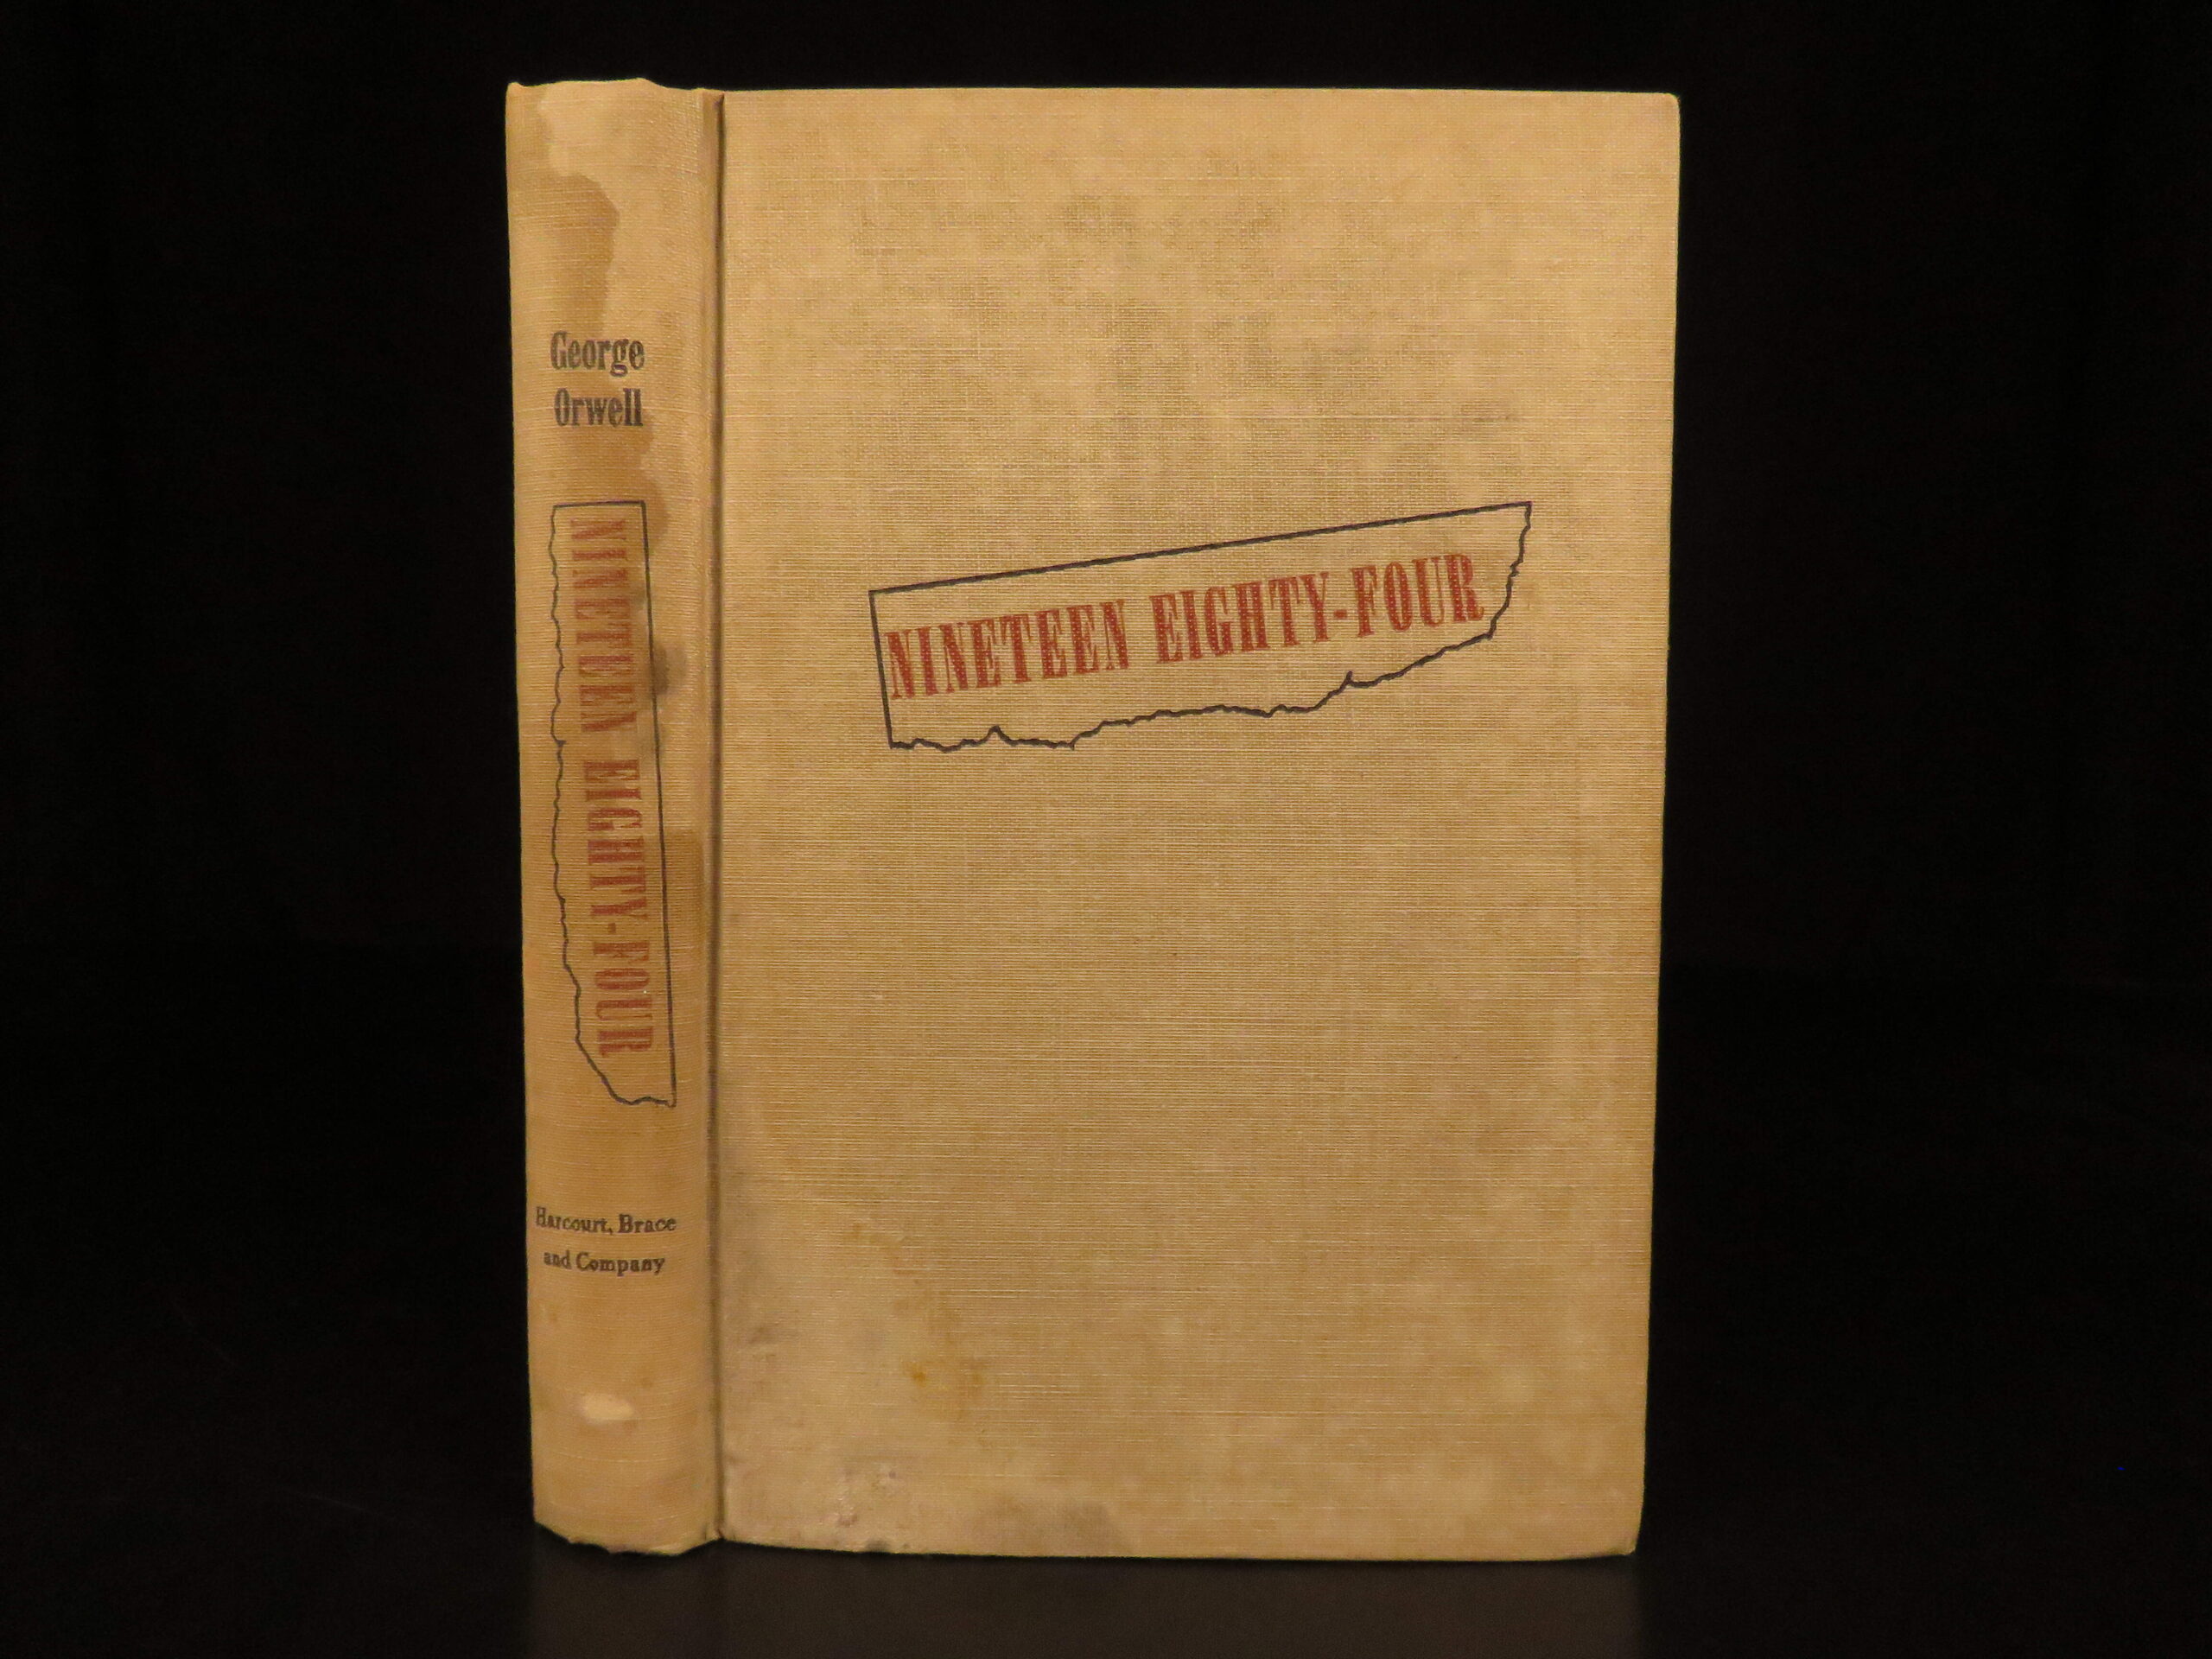 George
Orwell
NINETEEN EIGHTY-FOUR
Harcourt, Brace
and Company
NINETEEN EIGHTY-FOUR